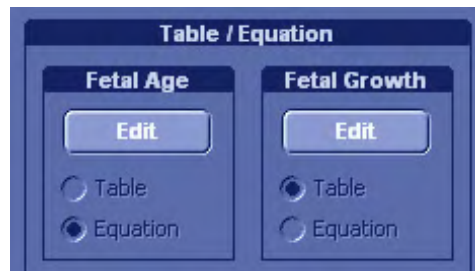 Table / Equation
Fetal Age
Edit
Table
Equation
Fetal Growth
Edit
Table
Equation